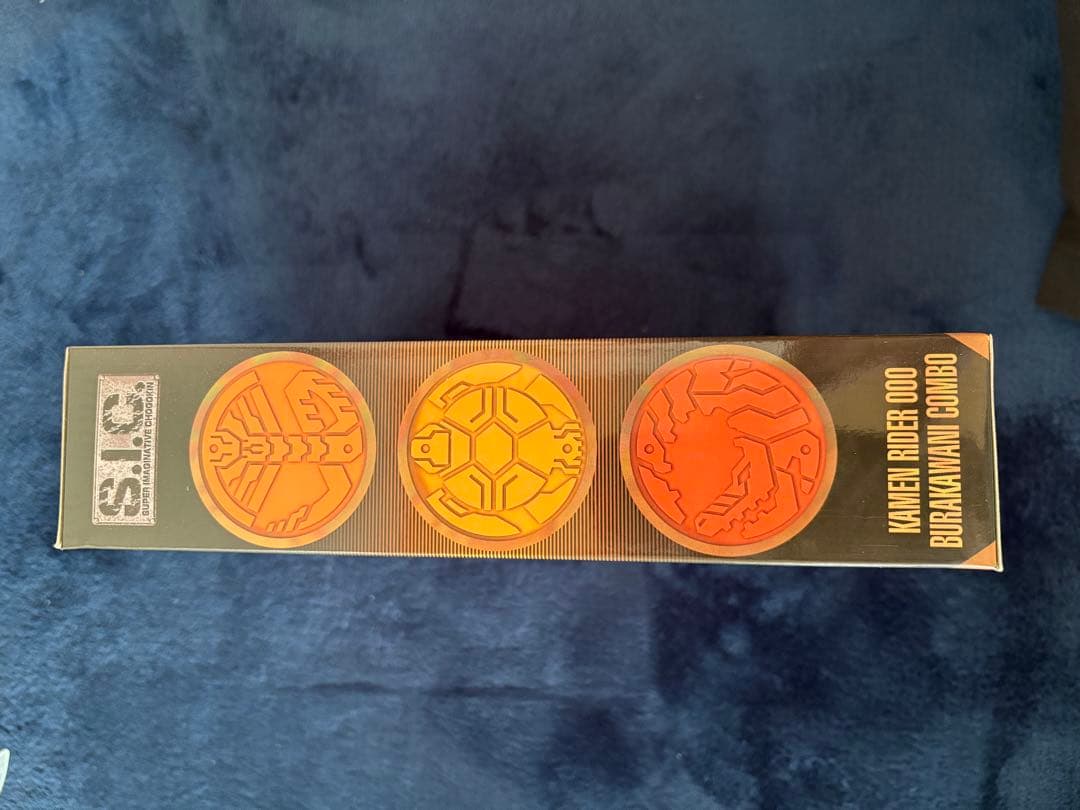 S.I.C.
SUPER IMAGINATIVE CHOGOKIN
KAMEN RIDER OOO
BURAKAWANI COMBO